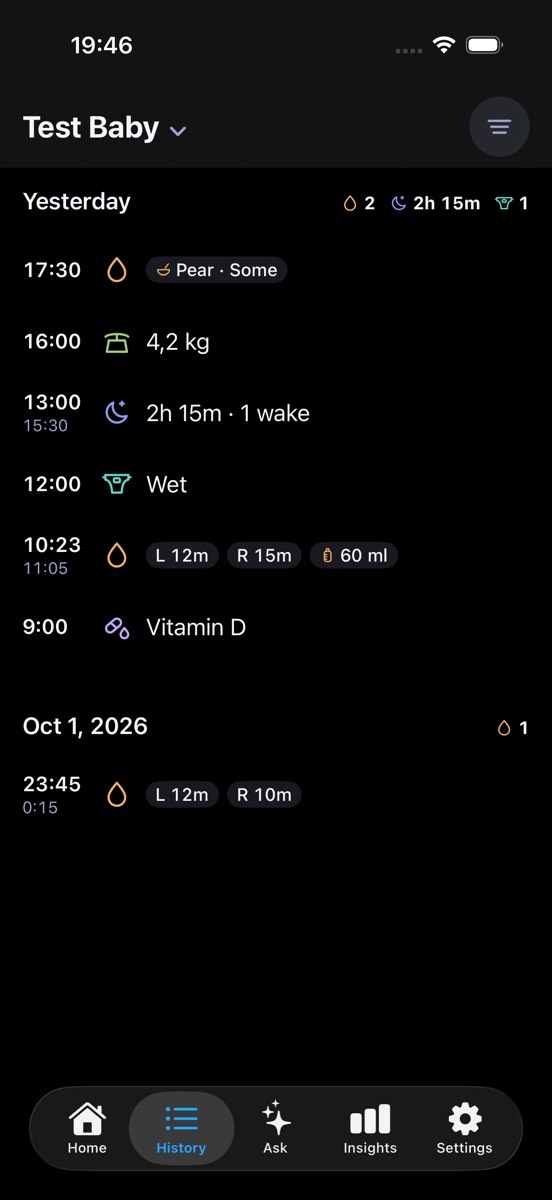 19:46
Test Baby
Yesterday 2 2h 15m 1
17:30 Pear · Some
16:00 4,2 kg
13:00
15:30
2h 15m · 1 wake
12:00 Wet
10:23
11:05
L 12m R 15m 60 ml
9:00 Vitamin D
Oct 1, 2026 1
23:45
0:15
L 12m R 10m
Home History Ask Insights Settings